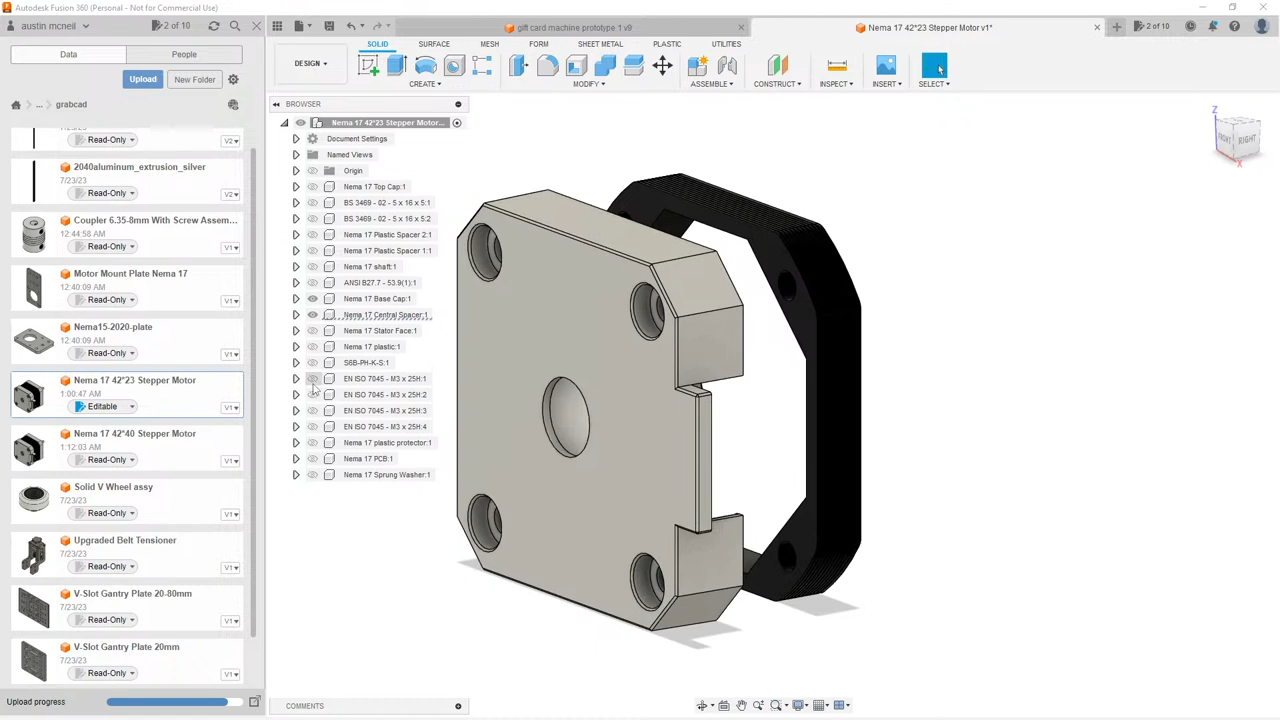 Autodesk Fusion 360 (Personal - Not for Commercial Use)
austin mcneil
2 of 10
gift card machine prototype 1 v9
Nema 17 42*23 Stepper Motor v1*
2 of 10
Data
People
DESIGN
SOLID
SURFACE
MESH
FORM
SHEET METAL
PLASTIC
UTILITIES
Upload
New Folder
CREATE
MODIFY
ASSEMBLE
CONSTRUCT
INSPECT
INSERT
SELECT
... grabcad
BROWSER
Read-Only
V2
2040aluminum_extrusion_silver
7/23/23
Read-Only
V2
Coupler 6.35-8mm With Screw Assem...
12:44:58 AM
Read-Only
V1
Motor Mount Plate Nema 17
12:40:09 AM
Read-Only
V1
Nema15-2020-plate
12:40:09 AM
Read-Only
V1
Nema 17 42*23 Stepper Motor
1:00:47 AM
Editable
V1
Nema 17 42*40 Stepper Motor
1:12:03 AM
Read-Only
V1
Solid V Wheel assy
7/23/23
Read-Only
V1
Upgraded Belt Tensioner
7/23/23
Read-Only
V1
V-Slot Gantry Plate 20-80mm
7/23/23
Read-Only
V1
V-Slot Gantry Plate 20mm
7/23/23
Read-Only
V1
Upload progress
Nema 17 42*23 Stepper Motor...
Document Settings
Named Views
Origin
Nema 17 Top Cap:1
BS 3469 - 02 - 5 x 16 x 5:1
BS 3469 - 02 - 5 x 16 x 5:2
Nema 17 Plastic Spacer 2:1
Nema 17 Plastic Spacer 1:1
Nema 17 shaft:1
ANSI B27.7 - 53.9(1):1
Nema 17 Base Cap:1
Nema 17 Central Spacer:1
Nema 17 Stator Face:1
Nema 17 plastic:1
S6B-PH-K-S:1
EN ISO 7045 - M3 x 25H:1
EN ISO 7045 - M3 x 25H:2
EN ISO 7045 - M3 x 25H:3
EN ISO 7045 - M3 x 25H:4
Nema 17 plastic protector:1
Nema 17 PCB:1
Nema 17 Sprung Washer:1
COMMENTS
Z
FRONT
RIGHT
X